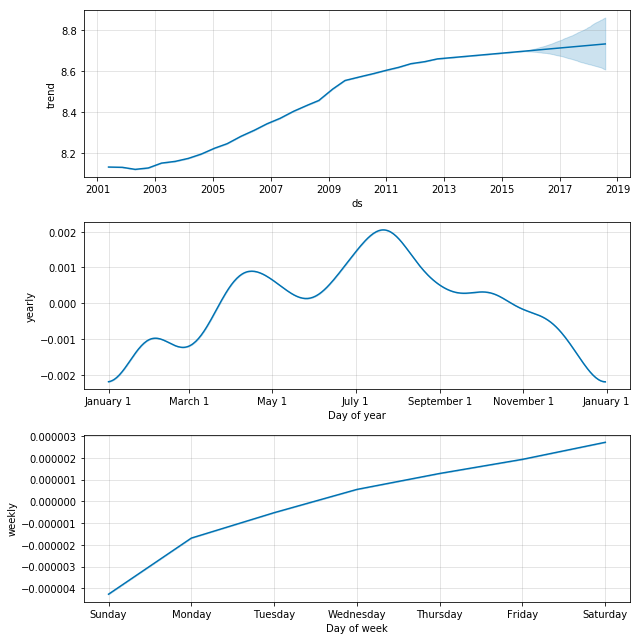 8.8
8.6
8.4
8.2
trend
2001 2003 2005 2007 2009 2011 2013 2015 2017 2019
ds
0.002
0.001
0.000
−0.001
−0.002
yearly
January 1 March 1 May 1 July 1 September 1 November 1 January 1
Day of year
0.000003
0.000002
0.000001
0.000000
−0.000001
−0.000002
−0.000003
−0.000004
weekly
Sunday Monday Tuesday Wednesday Thursday Friday Saturday
Day of week